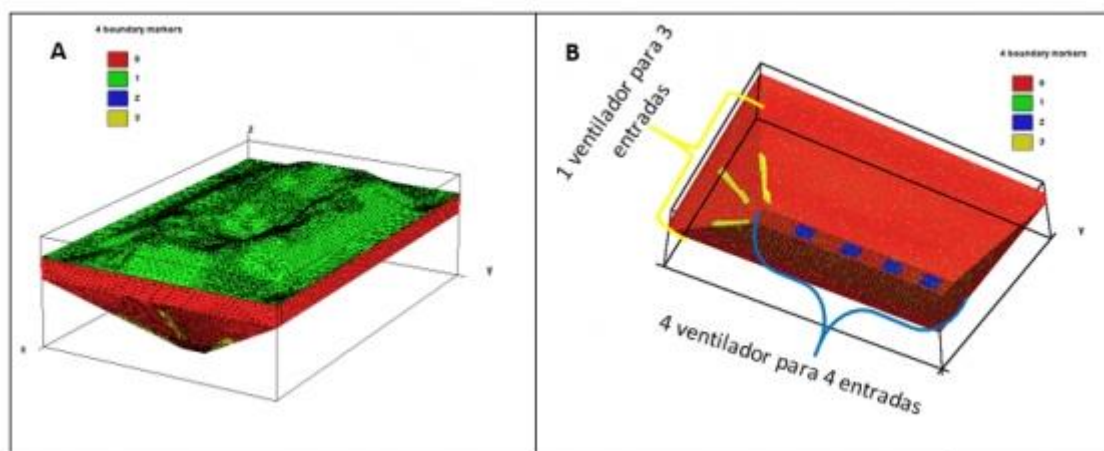 A
4 boundary markers
0
1
2
3
Z
Y
X
B
4 boundary markers
0
1
2
3
1 ventilador para 3
entradas
Y
4 ventilador para 4 entradas